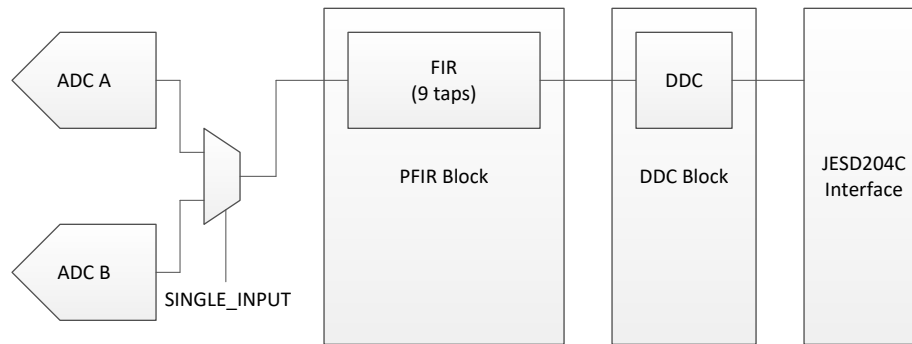 ADC A
ADC B
SINGLE_INPUT
FIR
(9 taps)
PFIR Block
DDC
DDC Block
JESD204C
Interface